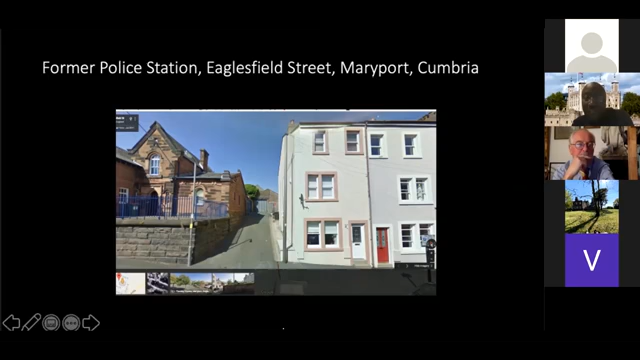 Former Police Station, Eaglesfield Street, Maryport, Cumbria
V